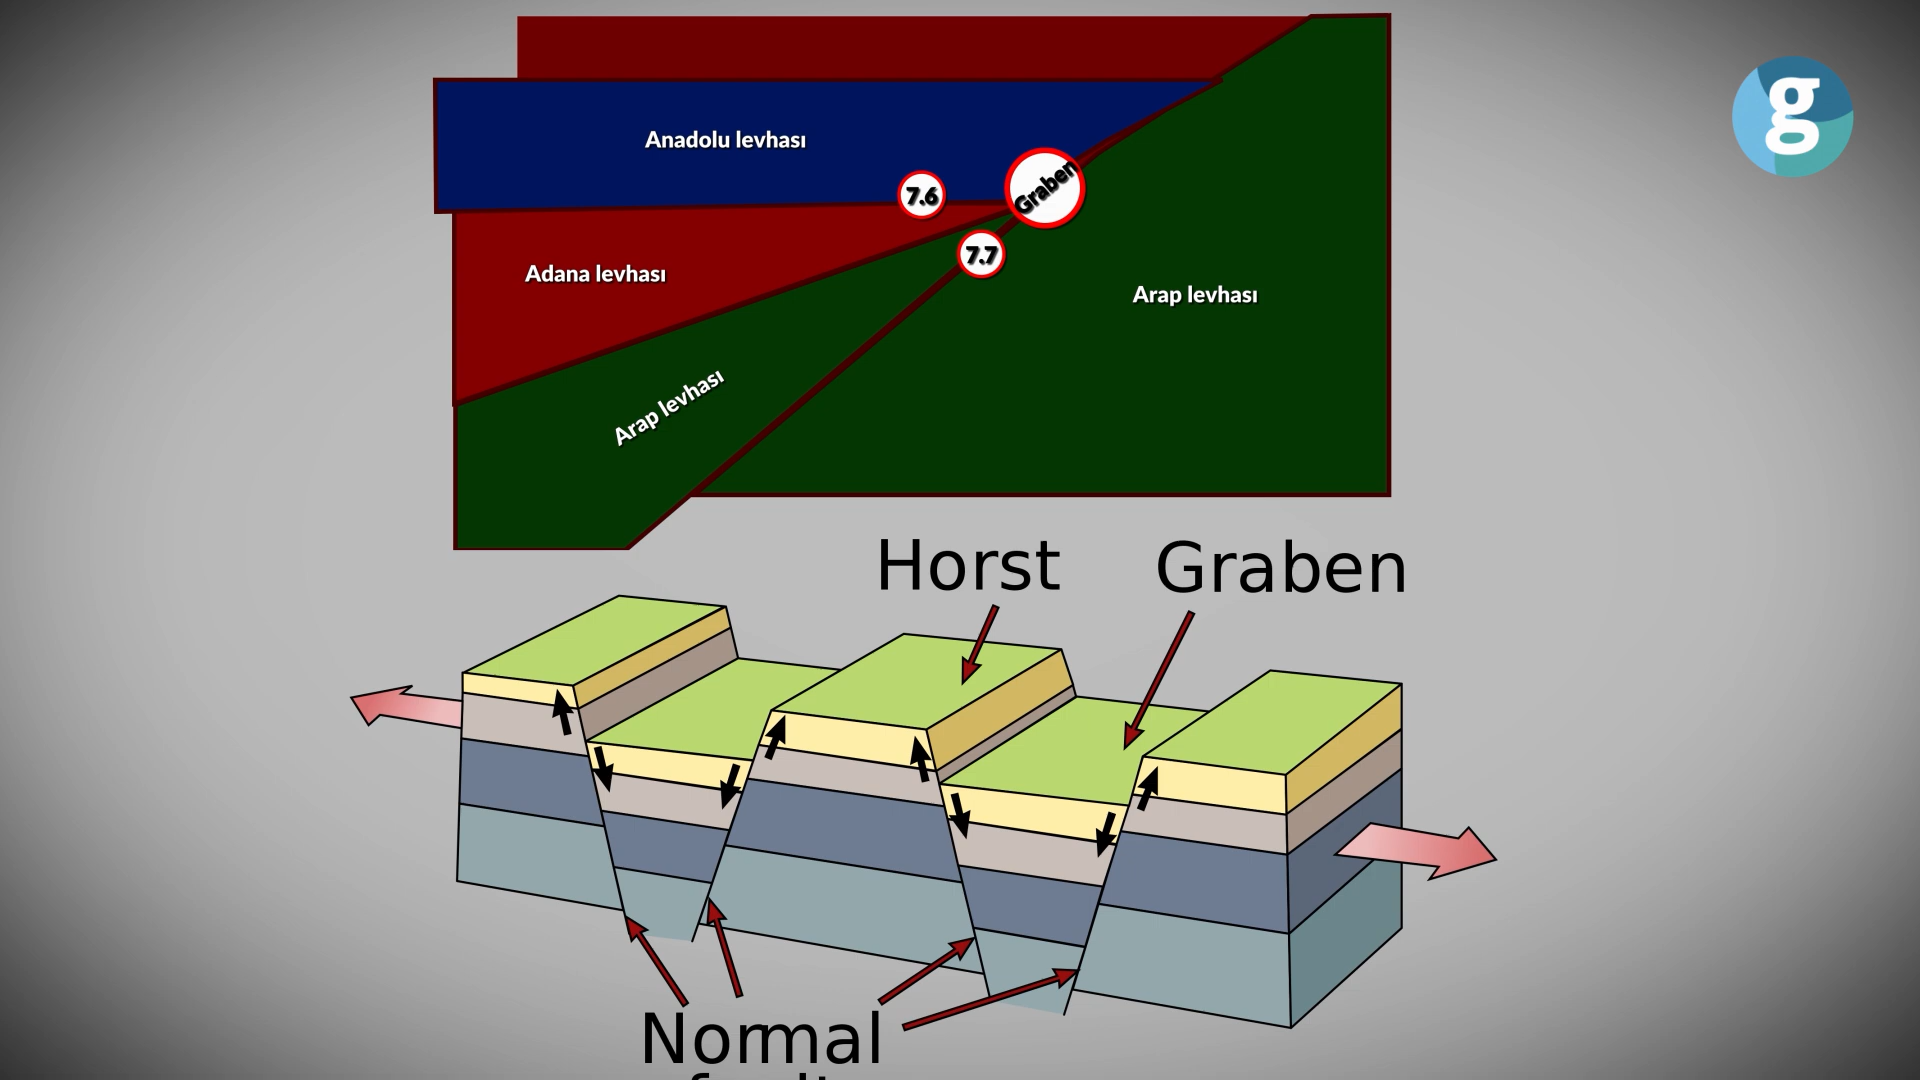 Anadolu levhası
g
Graben
7.6
7.7
Adana levhası
Arap levhası
Arap levhası
Horst
Graben
Normal